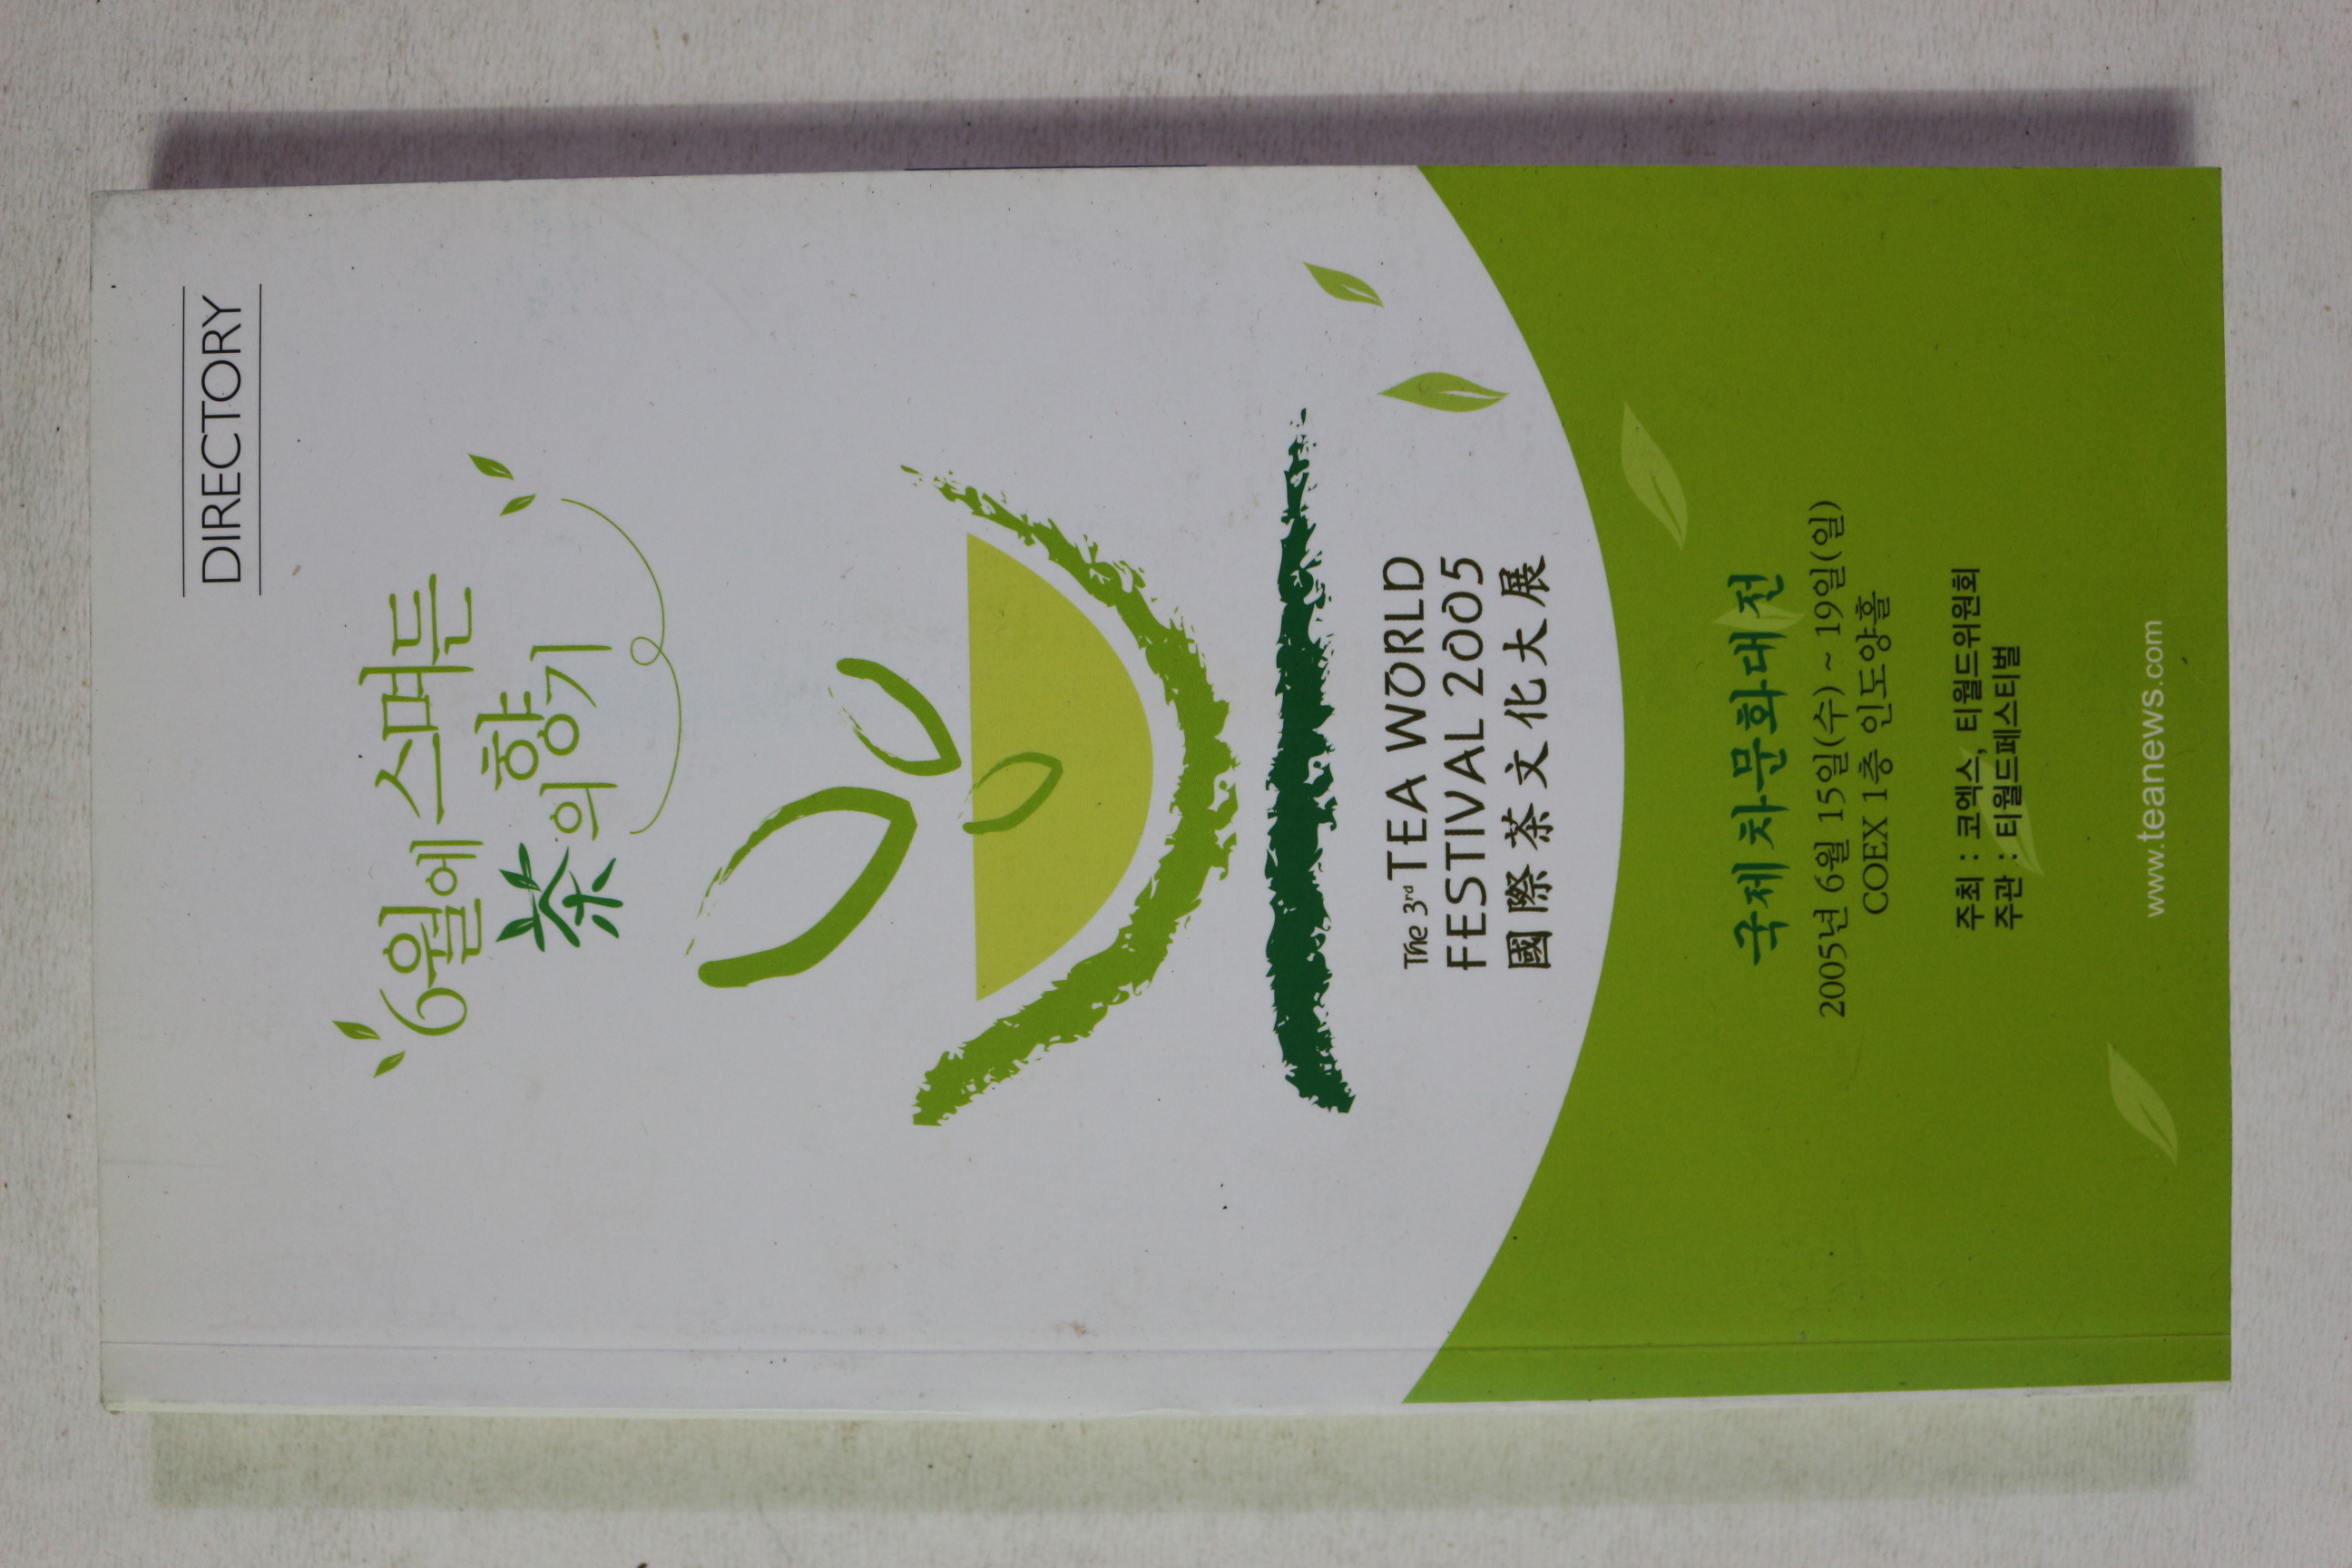 DIRECTORY
6월에 스며든
茶의 향기
The 3rd TEA WORLD
FESTIVAL 2005
國際茶文化大展
국제차문화대전
2005년 6월 15일(수) ~ 19일(일)
COEX 1층 인도양홀
주최 : 코엑스, 티월드위원회
주관 : 티월드페스티벌
www.teanews.com